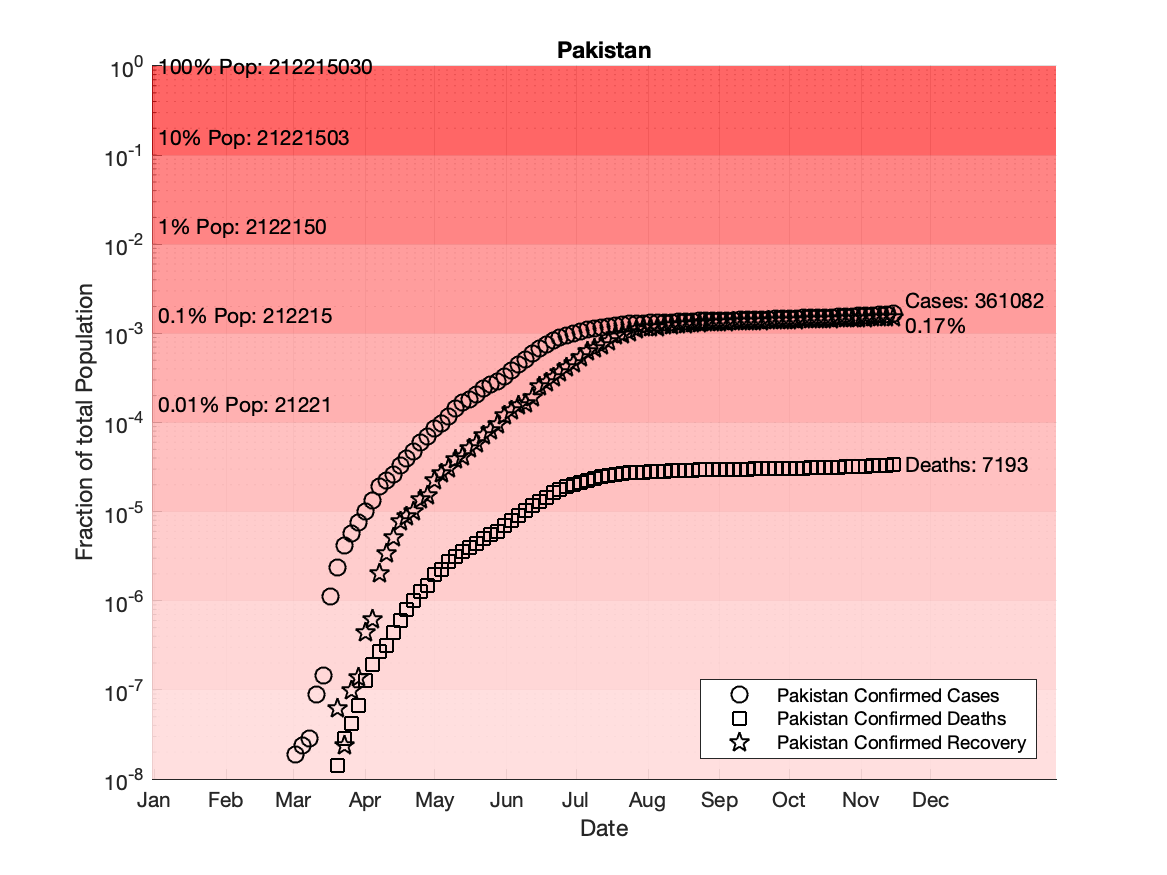 Pakistan
10^0
100% Pop: 212215030
10% Pop: 21221503
10^-1
1% Pop: 2122150
10^-2
Cases: 361082
0.1% Pop: 212215
0.17%
10^-3
0.01% Pop: 21221
10^-4
Deaths: 7193
10^-5
10^-6
10^-7
10^-8
Fraction of total Population
Pakistan Confirmed Cases
Pakistan Confirmed Deaths
Pakistan Confirmed Recovery
Jan Feb Mar Apr May Jun Jul Aug Sep Oct Nov Dec
Date